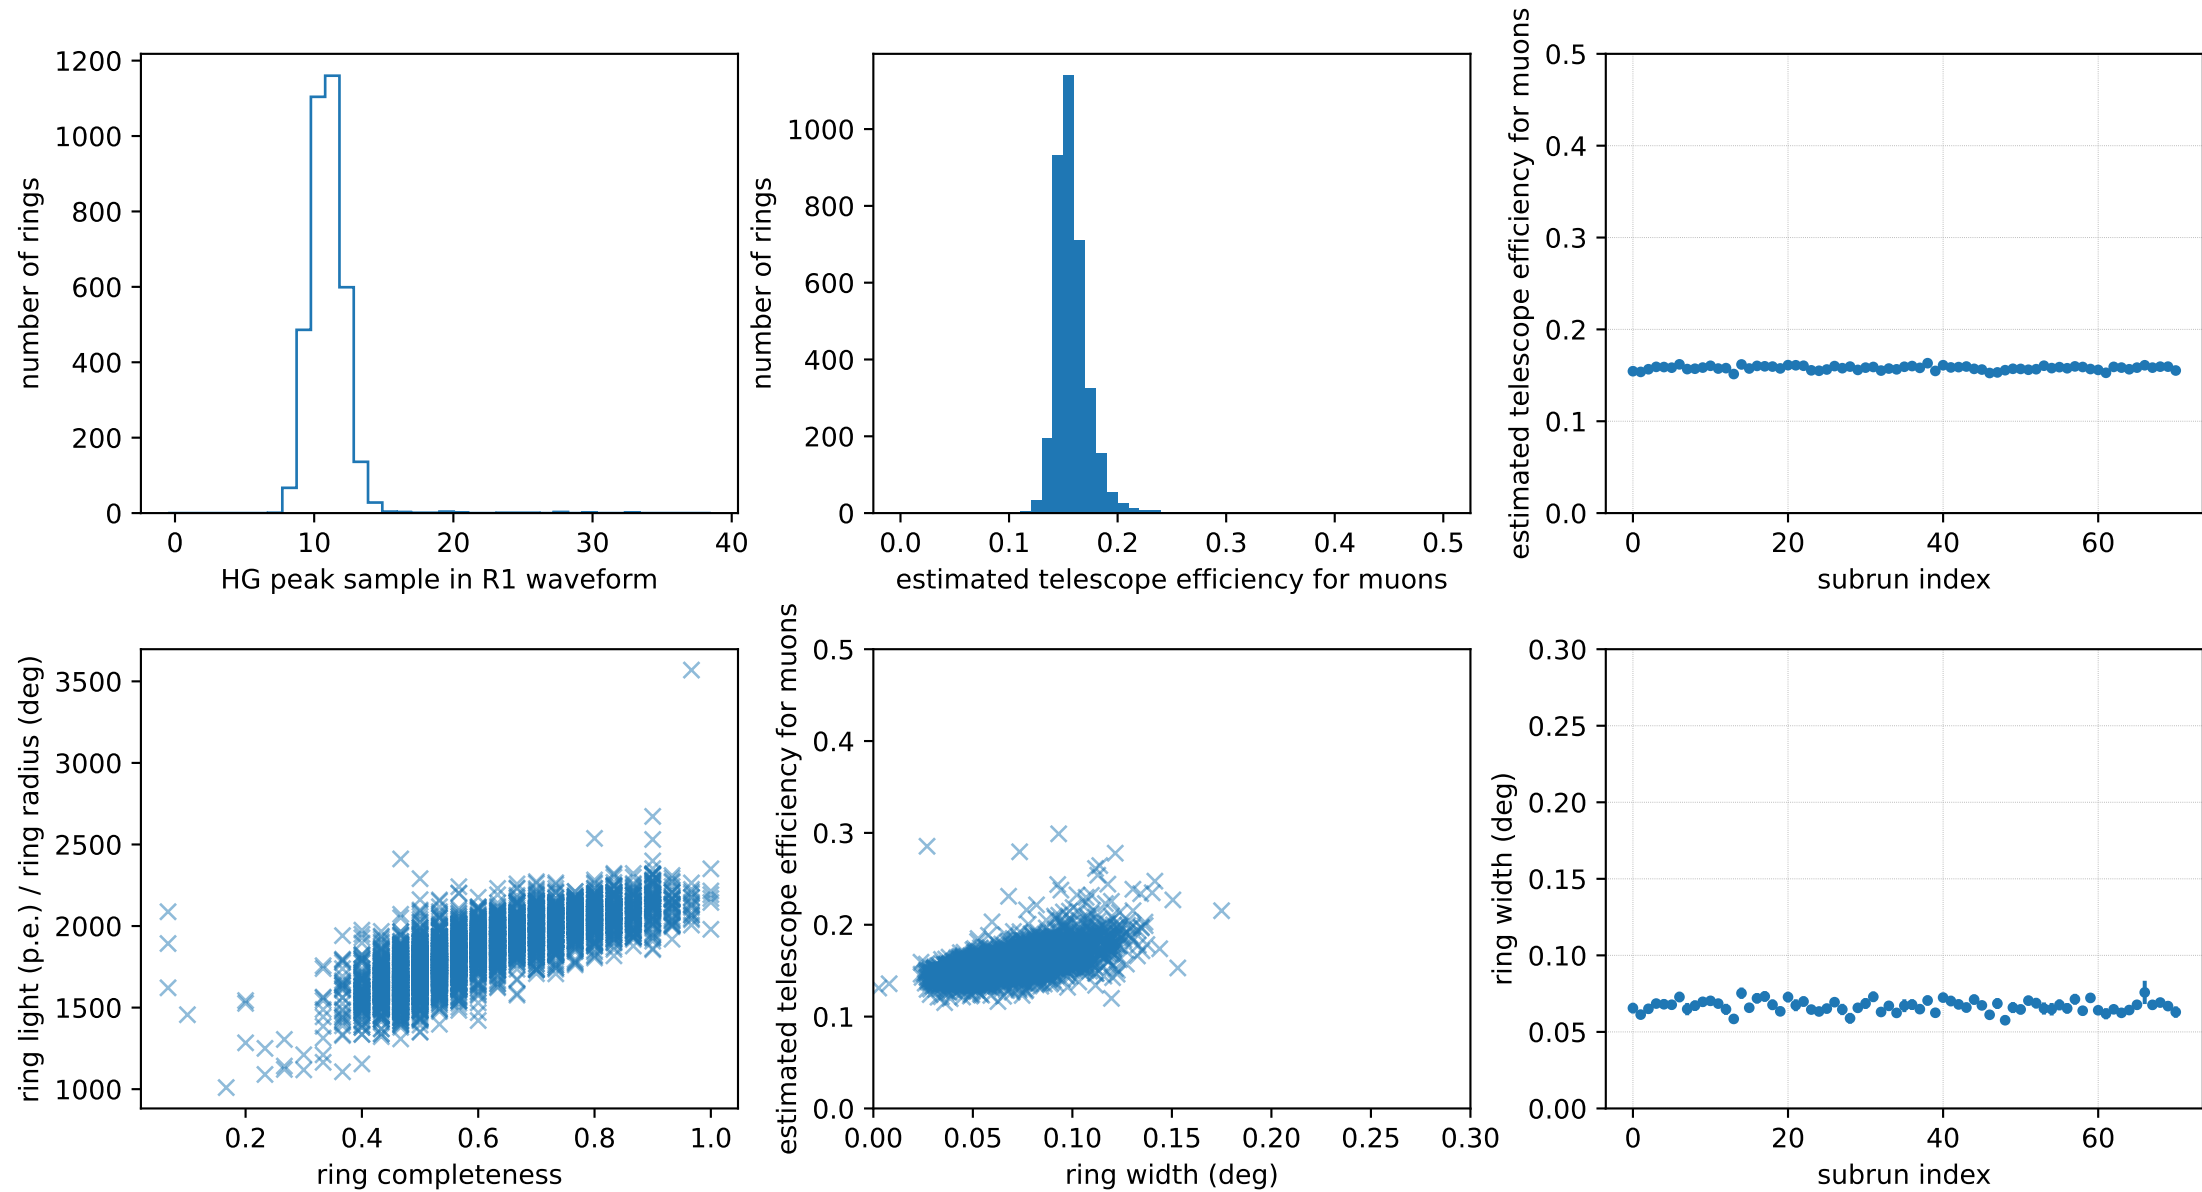 number of rings
1200
1000
800
600
400
200
0
0 10 20 30 40
HG peak sample in R1 waveform
number of rings
1000
800
600
400
200
0
0.0 0.1 0.2 0.3 0.4 0.5
estimated telescope efficiency for muons
estimated telescope efficiency for muons
0.5
0.4
0.3
0.2
0.1
0.0
0 20 40 60
subrun index
ring light (p.e.) / ring radius (deg)
3500
3000
2500
2000
1500
1000
0.2 0.4 0.6 0.8 1.0
ring completeness
estimated telescope efficiency for muons
0.5
0.4
0.3
0.2
0.1
0.0
0.00 0.05 0.10 0.15 0.20 0.25 0.30
ring width (deg)
ring width (deg)
0.30
0.25
0.20
0.15
0.10
0.05
0.00
0 20 40 60
subrun index